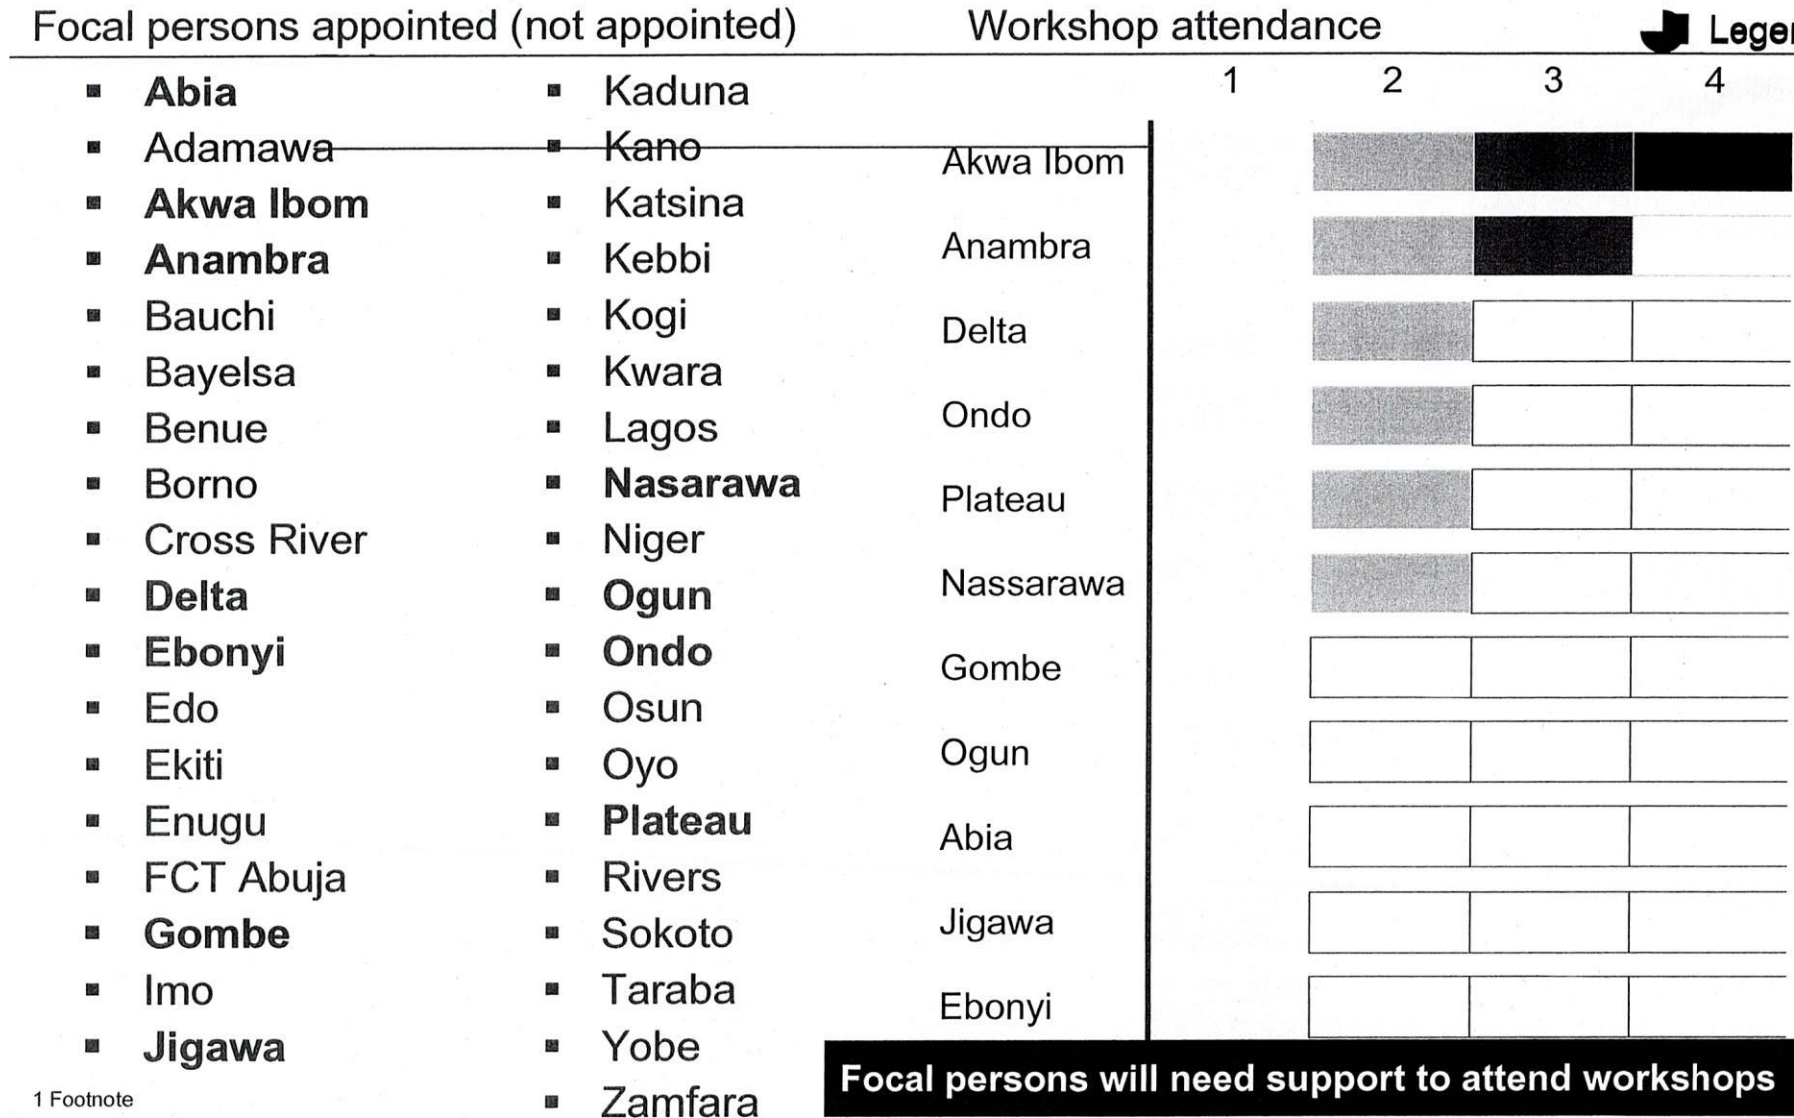 Focal persons appointed (not appointed)
Workshop attendance
Legen
Abia
Adamawa
Akwa Ibom
Anambra
Bauchi
Bayelsa
Benue
Borno
Cross River
Delta
Ebonyi
Edo
Ekiti
Enugu
FCT Abuja
Gombe
Imo
Jigawa
Kaduna
Kano
Katsina
Kebbi
Kogi
Kwara
Lagos
Nasarawa
Niger
Ogun
Ondo
Osun
Oyo
Plateau
Rivers
Sokoto
Taraba
Yobe
Zamfara
1 2 3 4
Akwa Ibom
Anambra
Delta
Ondo
Plateau
Nassarawa
Gombe
Ogun
Abia
Jigawa
Ebonyi
Focal persons will need support to attend workshops
1 Footnote